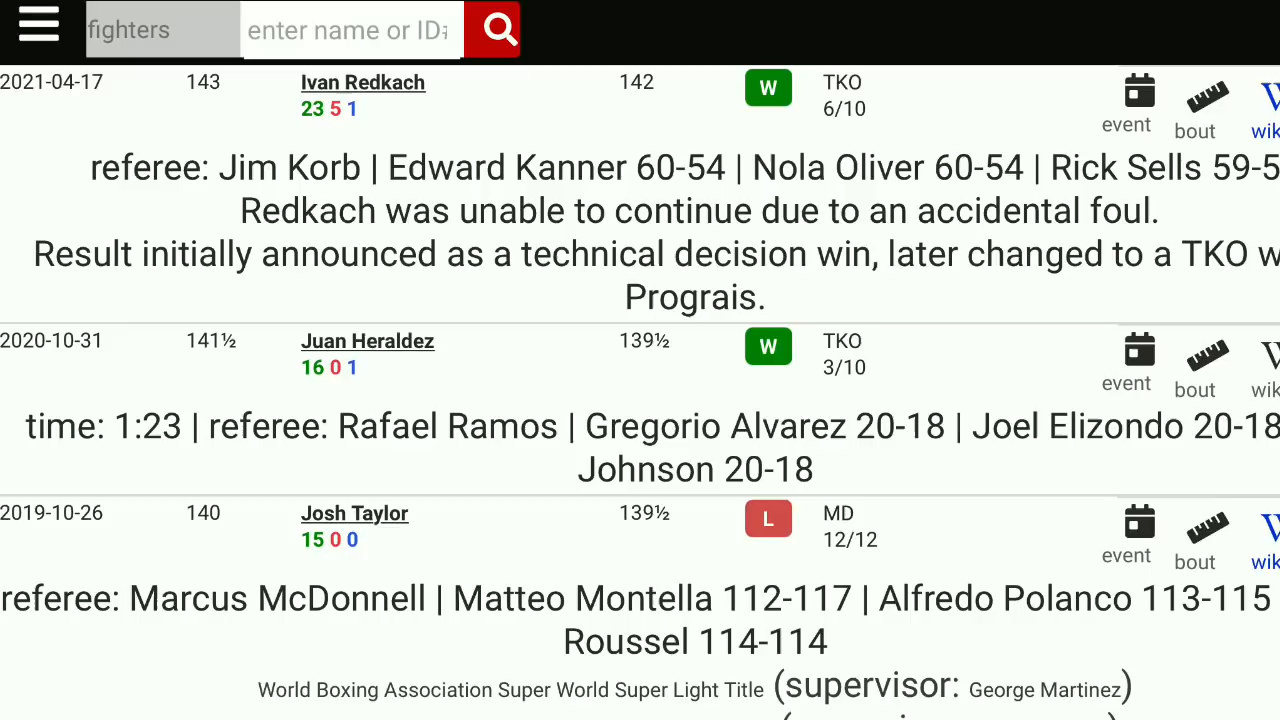 fighters enter name or ID#
2021-04-17 143 Ivan Redkach 142 W TKO
23 5 1 6/10
event bout wik
referee: Jim Korb | Edward Kanner 60-54 | Nola Oliver 60-54 | Rick Sells 59-5
Redkach was unable to continue due to an accidental foul.
Result initially announced as a technical decision win, later changed to a TKO w
Prograis.
2020-10-31 141½ Juan Heraldez 139½ W TKO
16 0 1 3/10
event bout wik
time: 1:23 | referee: Rafael Ramos | Gregorio Alvarez 20-18 | Joel Elizondo 20-18
Johnson 20-18
2019-10-26 140 Josh Taylor 139½ L MD
15 0 0 12/12
event bout wik
referee: Marcus McDonnell | Matteo Montella 112-117 | Alfredo Polanco 113-115
Roussel 114-114
World Boxing Association Super World Super Light Title (supervisor: George Martinez)